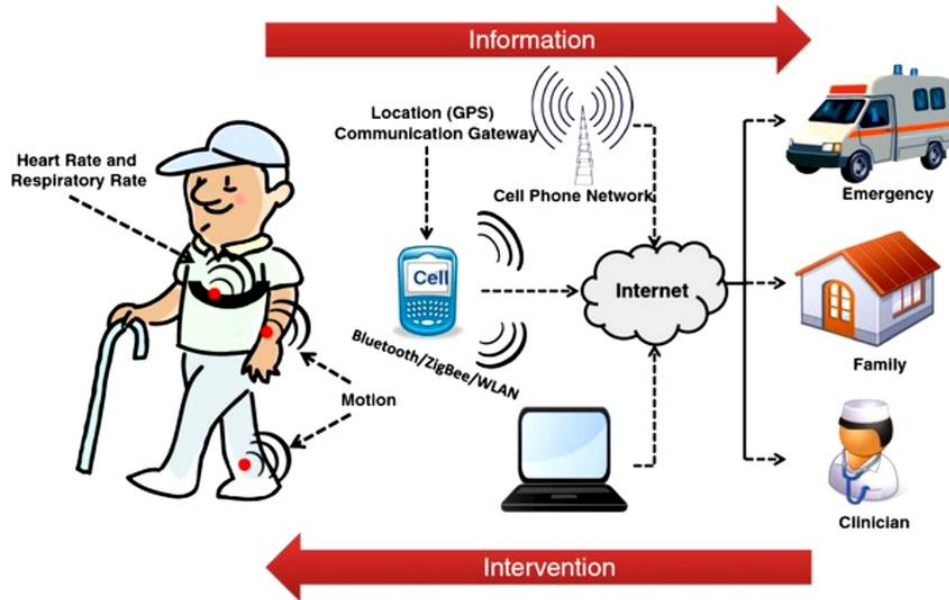 Information
Location (GPS)
Communication Gateway
Heart Rate and
Respiratory Rate
Cell Phone Network
Emergency
Cell
Internet
Bluetooth/ZigBee/WLAN
Family
Motion
Clinician
Intervention